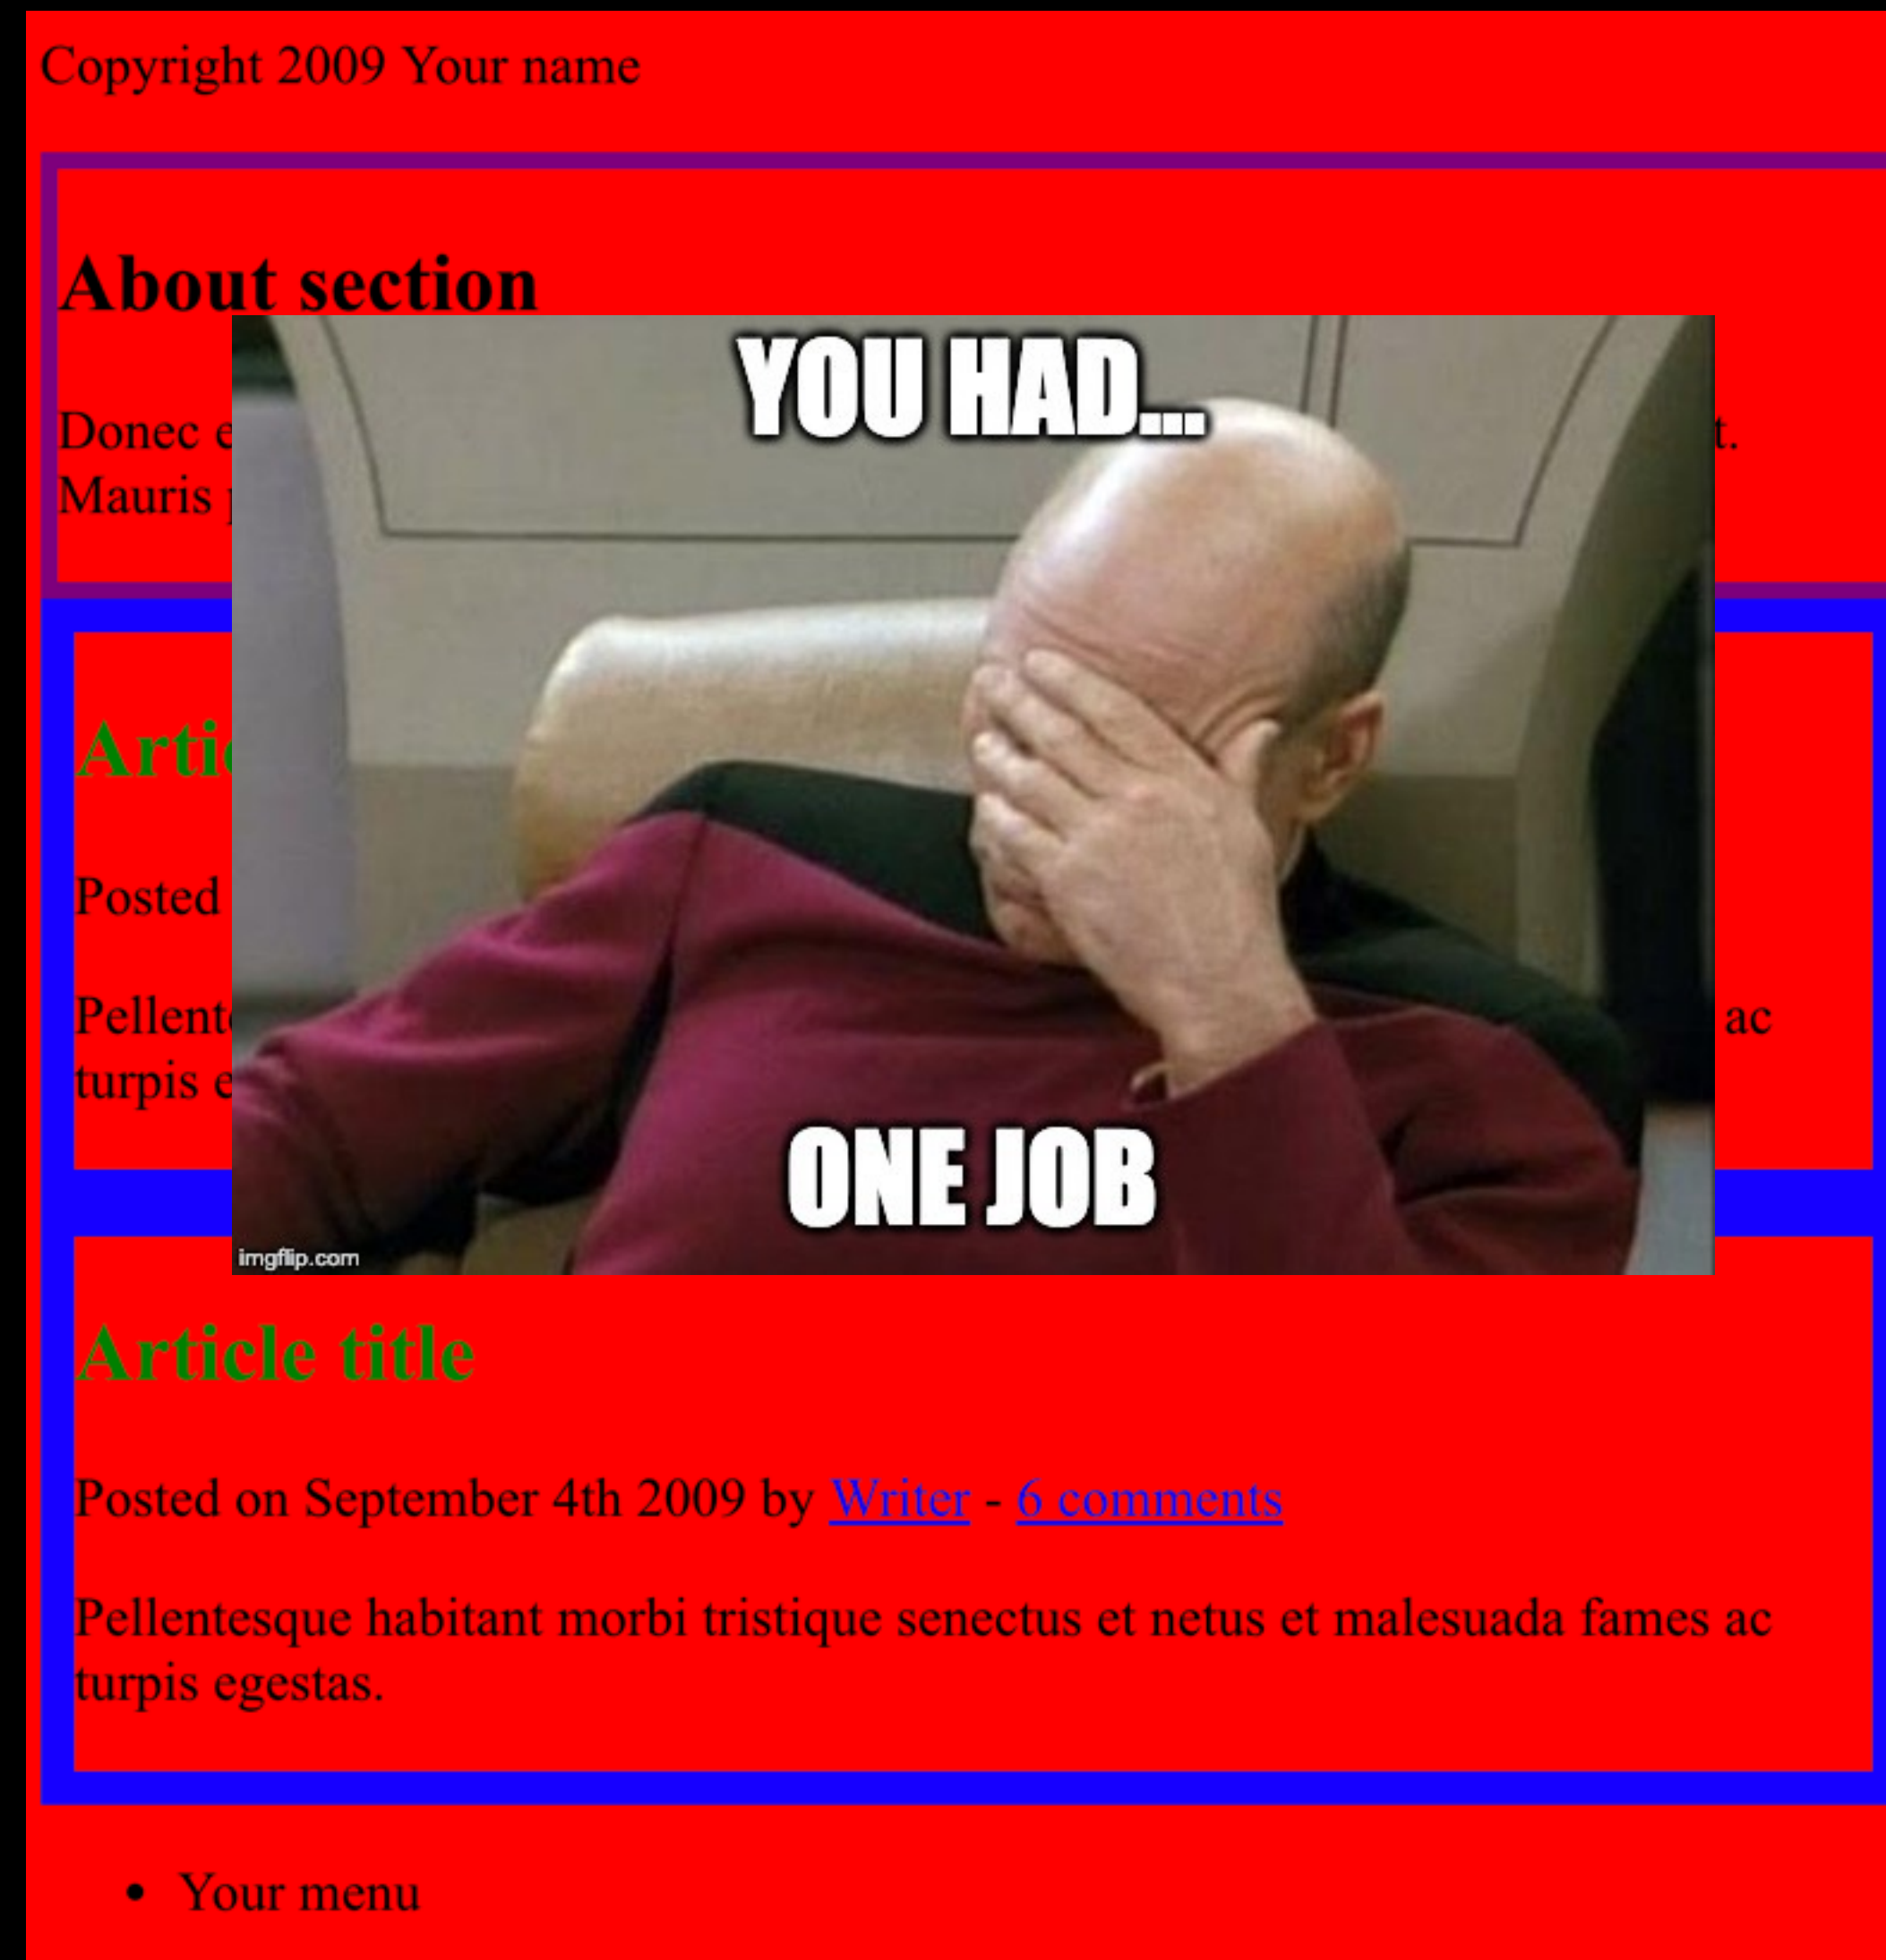 Copyright 2009 Your name
About section
YOU HAD...
Donec
Mauris
Posted
ac
turpis
ONE JOB
imgflip.com
Article title
Posted on September 4th 2009 by Writer - 6 comments
Pellentesque habitant morbi tristique senectus et netus et malesuada fames ac
turpis egestas.
• Your menu